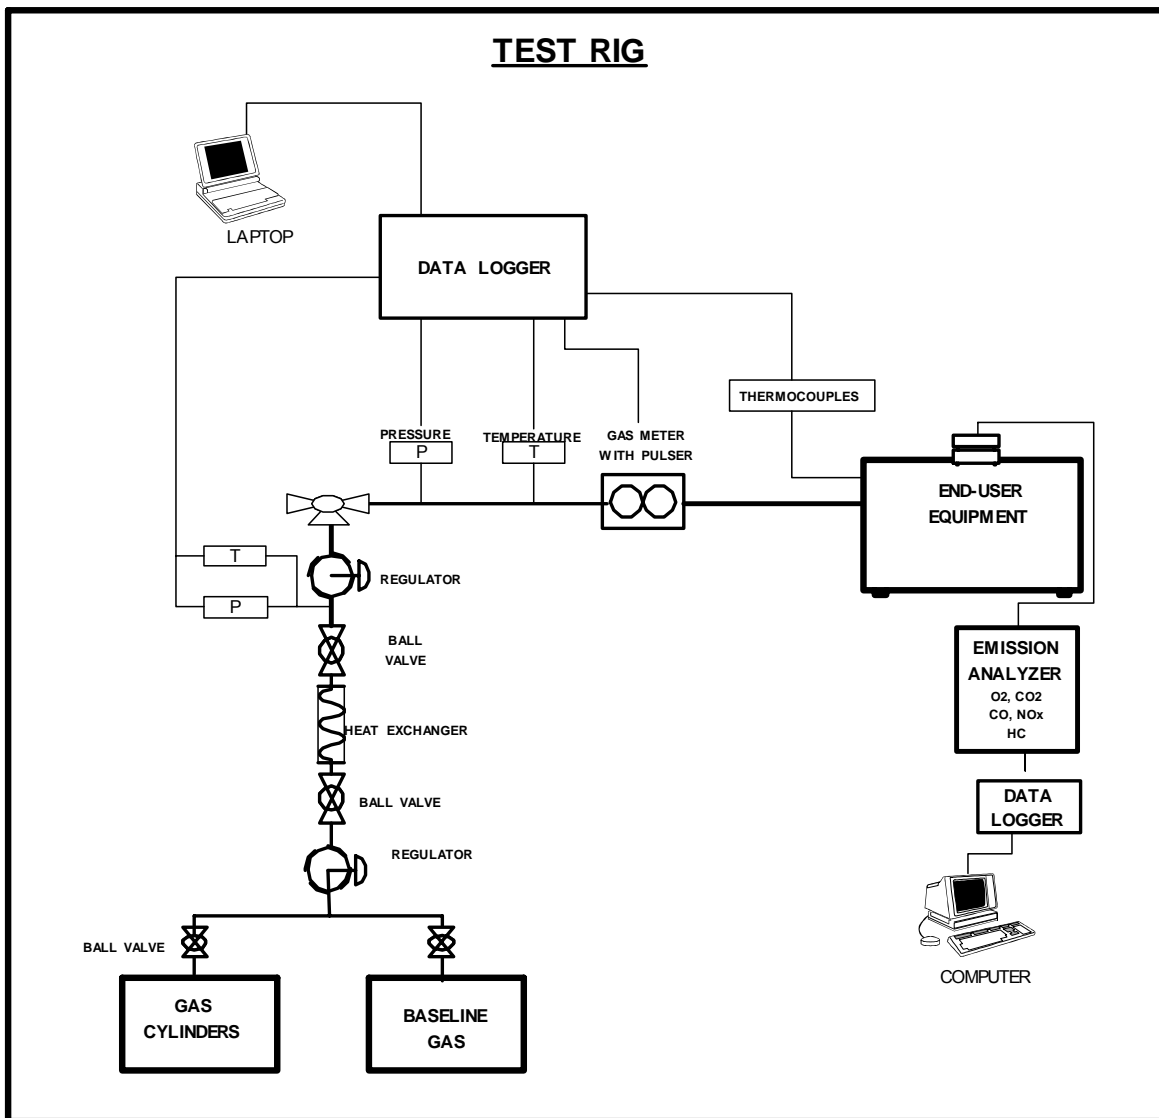 TEST RIG
LAPTOP
DATA LOGGER
THERMOCOUPLES
PRESSURE
P
TEMPERATURE
T
GAS METER
WITH PULSER
END-USER
EQUIPMENT
T
P
REGULATOR
BALL
VALVE
HEAT EXCHANGER
BALL VALVE
REGULATOR
EMISSION
ANALYZER
O2, CO2
CO, NOx
HC
DATA
LOGGER
COMPUTER
BALL VALVE
GAS
CYLINDERS
BASELINE
GAS